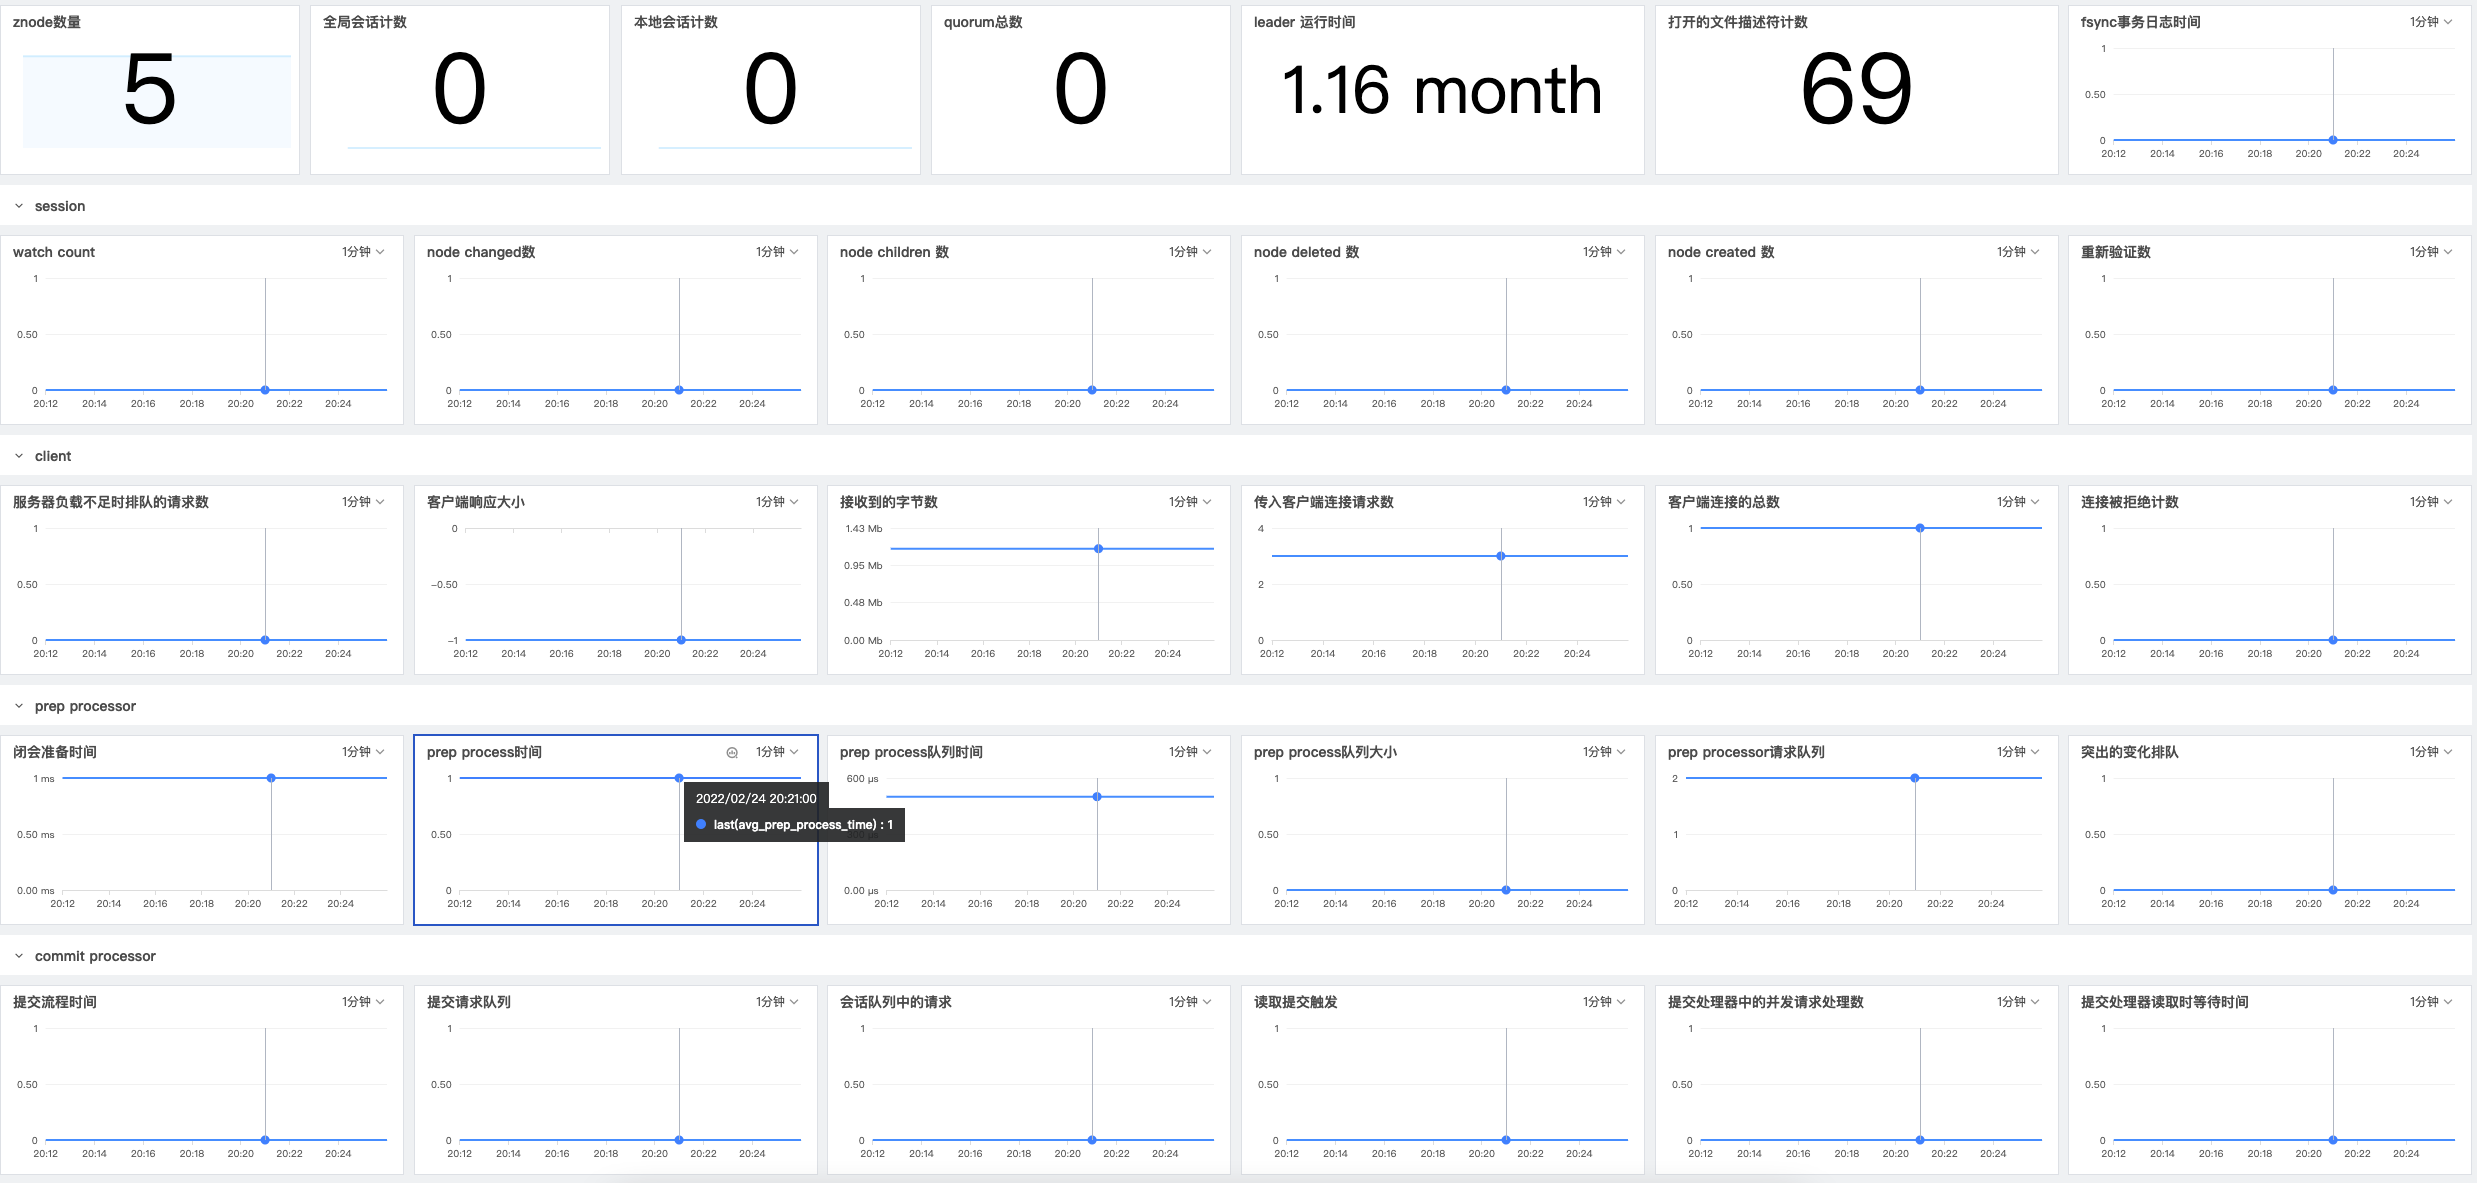 znode数量
全局会话计数
本地会话计数
quorum总数
leader 运行时间
打开的文件描述符计数
fsync事务日志时间 1分钟
5
0
0
0
1.16 month
69
1
0.50
0
20:12 20:14 20:16 20:18 20:20 20:22 20:24
session
watch count 1分钟
1
0.50
0
20:12 20:14 20:16 20:18 20:20 20:22 20:24
node changed数 1分钟
1
0.50
0
20:12 20:14 20:16 20:18 20:20 20:22 20:24
node children 数 1分钟
1
0.50
0
20:12 20:14 20:16 20:18 20:20 20:22 20:24
node deleted 数 1分钟
1
0.50
0
20:12 20:14 20:16 20:18 20:20 20:22 20:24
node created 数 1分钟
1
0.50
0
20:12 20:14 20:16 20:18 20:20 20:22 20:24
重新验证数 1分钟
1
0.50
0
20:12 20:14 20:16 20:18 20:20 20:22 20:24
client
服务器负载不足时排队的请求数 1分钟
1
0.50
0
20:12 20:14 20:16 20:18 20:20 20:22 20:24
客户端响应大小 1分钟
0
−0.50
−1
20:12 20:14 20:16 20:18 20:20 20:22 20:24
接收到的字节数 1分钟
1.43 Mb
0.95 Mb
0.48 Mb
0.00 Mb
20:12 20:14 20:16 20:18 20:20 20:22 20:24
传入客户端连接请求数 1分钟
4
2
0
20:12 20:14 20:16 20:18 20:20 20:22 20:24
客户端连接的总数 1分钟
1
0.50
0
20:12 20:14 20:16 20:18 20:20 20:22 20:24
连接被拒绝计数 1分钟
1
0.50
0
20:12 20:14 20:16 20:18 20:20 20:22 20:24
prep processor
闭会准备时间 1分钟
1 ms
0.50 ms
0.00 ms
20:12 20:14 20:16 20:18 20:20 20:22 20:24
prep process时间 1分钟
1
0.50
0
20:12 20:14 20:16 20:18 20:20 20:22 20:24
2022/02/24 20:21:00
last(avg_prep_process_time) : 1
prep process队列时间 1分钟
600 μs
0.00 μs
20:12 20:14 20:16 20:18 20:20 20:22 20:24
prep process队列大小 1分钟
1
0.50
0
20:12 20:14 20:16 20:18 20:20 20:22 20:24
prep processor请求队列 1分钟
2
1
0
20:12 20:14 20:16 20:18 20:20 20:22 20:24
突出的变化排队 1分钟
1
0.50
0
20:12 20:14 20:16 20:18 20:20 20:22 20:24
commit processor
提交流程时间 1分钟
1
0.50
0
20:12 20:14 20:16 20:18 20:20 20:22 20:24
提交请求队列 1分钟
1
0.50
0
20:12 20:14 20:16 20:18 20:20 20:22 20:24
会话队列中的请求 1分钟
1
0.50
0
20:12 20:14 20:16 20:18 20:20 20:22 20:24
读取提交触发 1分钟
1
0.50
0
20:12 20:14 20:16 20:18 20:20 20:22 20:24
提交处理器中的并发请求处理数 1分钟
1
0.50
0
20:12 20:14 20:16 20:18 20:20 20:22 20:24
提交处理器读取时等待时间 1分钟
1
0.50
0
20:12 20:14 20:16 20:18 20:20 20:22 20:24